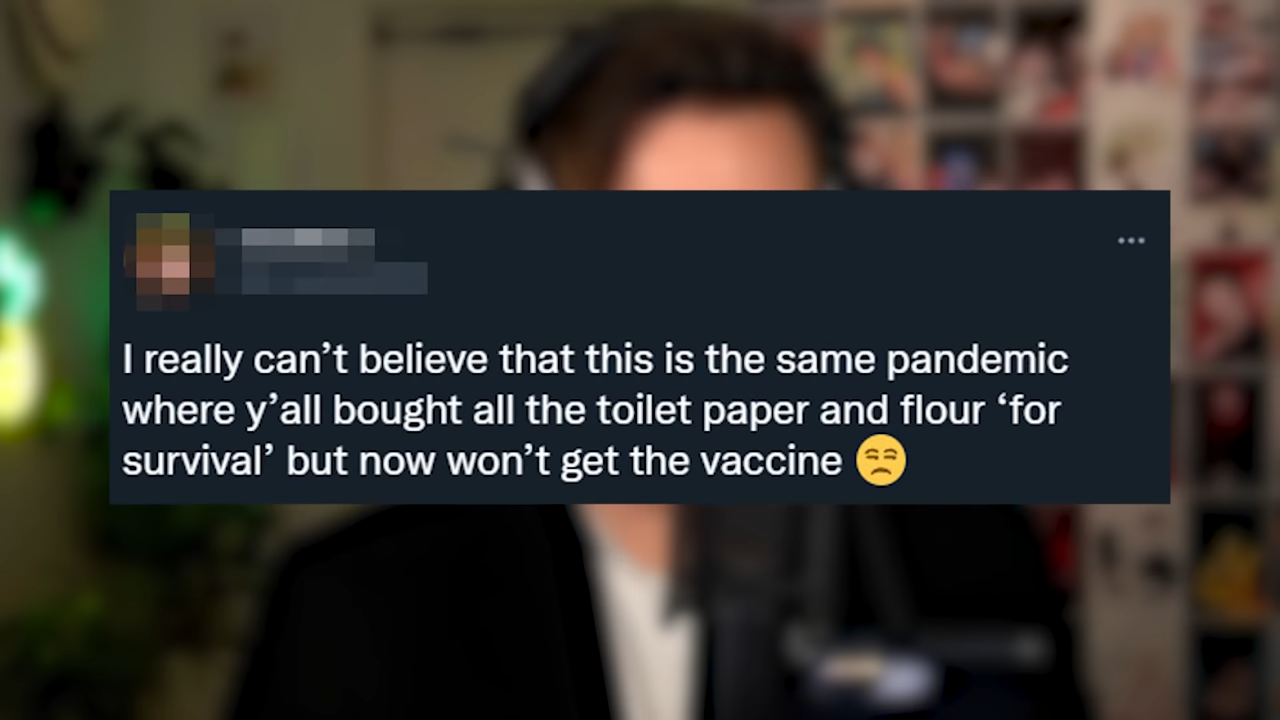 I really can’t believe that this is the same pandemic
where y’all bought all the toilet paper and flour ‘for
survival’ but now won’t get the vaccine 😒